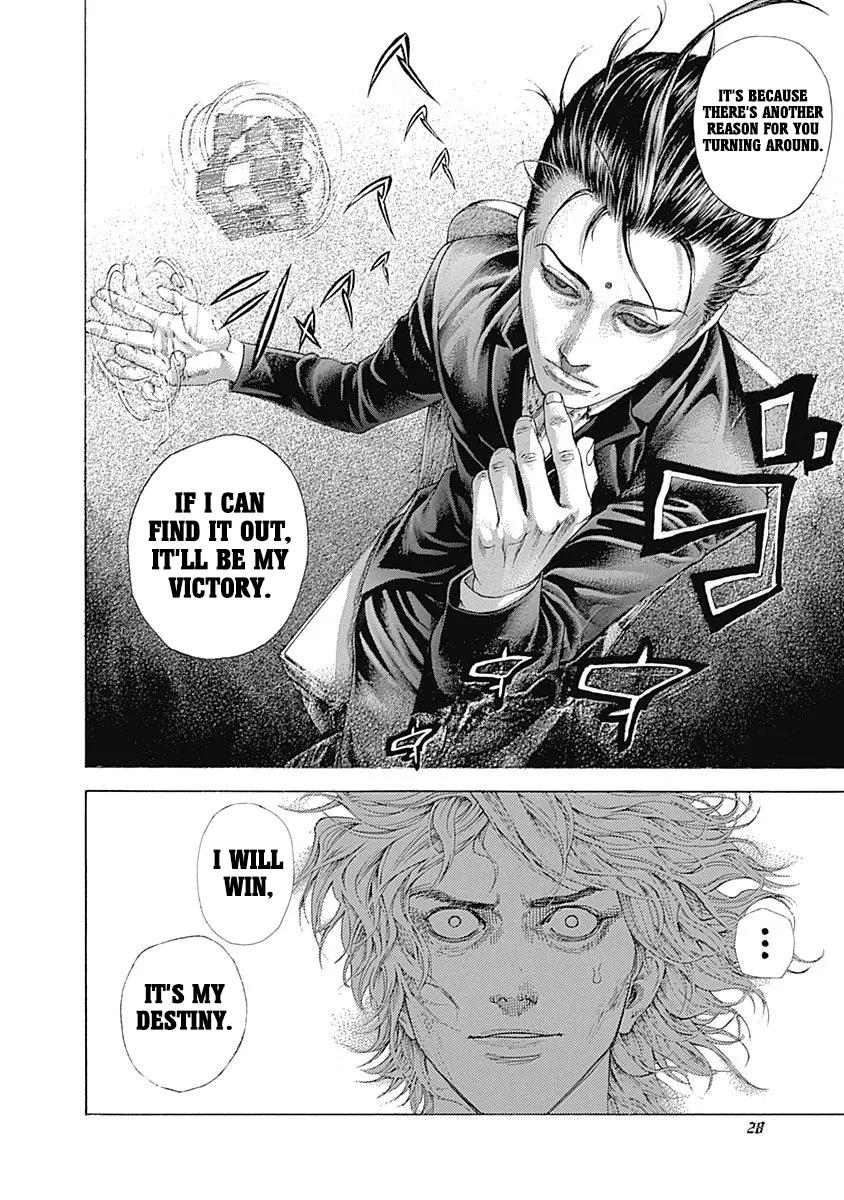 IT'S BECAUSE
THERE'S ANOTHER
REASON FOR YOU
TURNING AROUND.
IF I CAN
FIND IT OUT,
IT'LL BE MY
VICTORY.
...
I WILL
WIN,
IT'S MY
DESTINY.
28